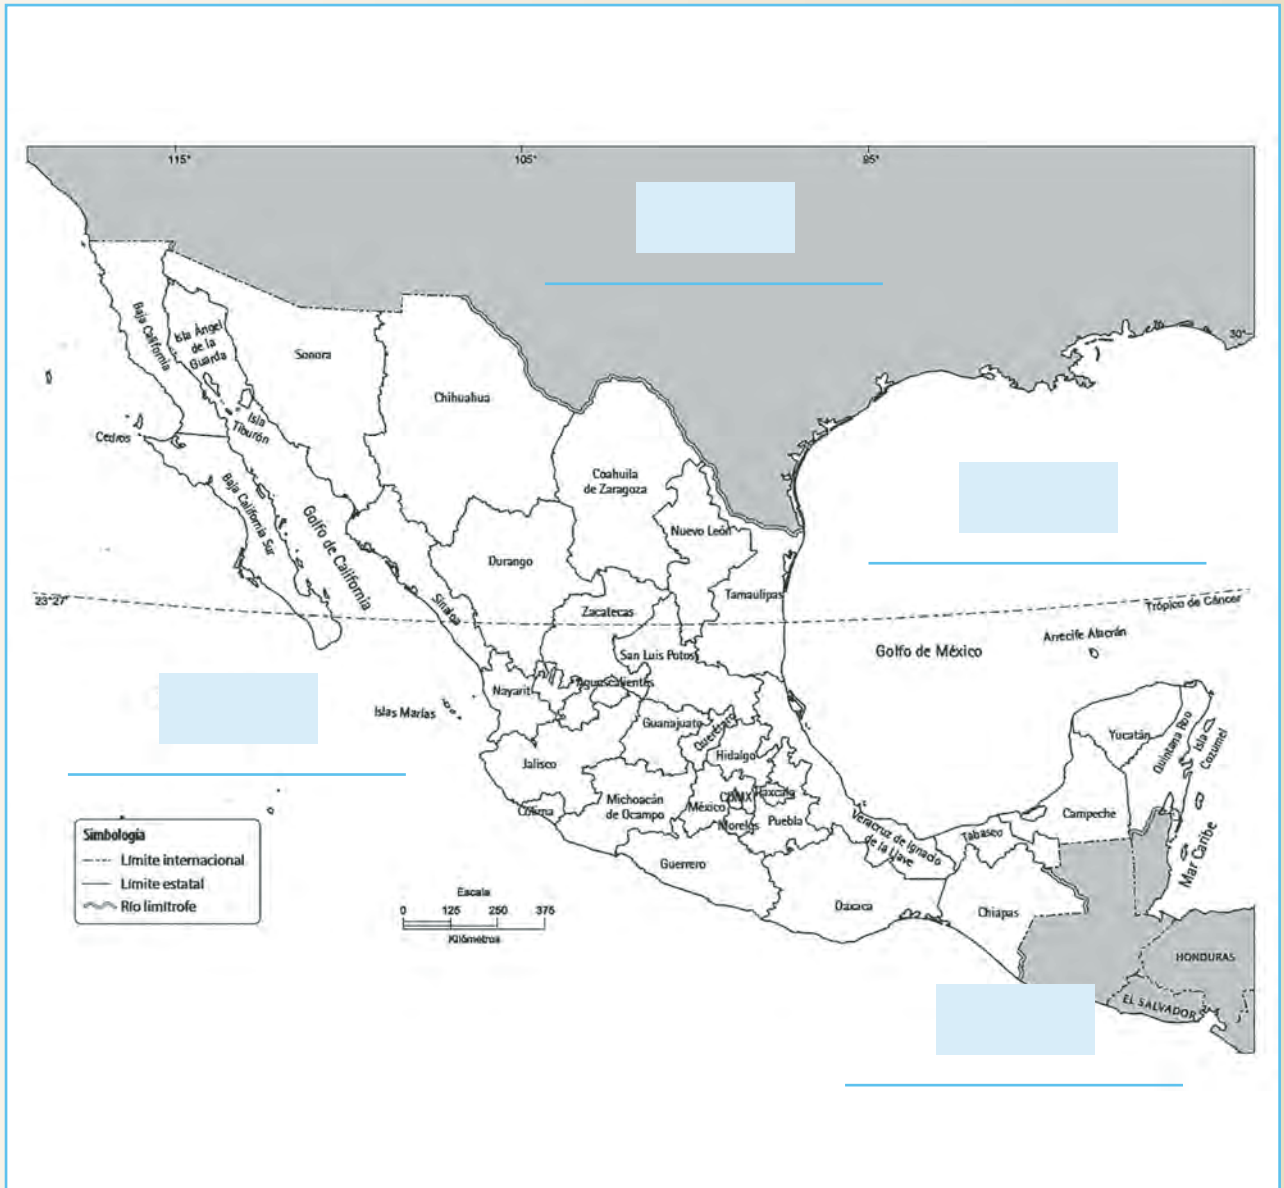 115°
105°
95°
30°
Baja California
Isla Ángel
de la
Guarda
Sonora
Chihuahua
Isla
Tiburón
Cedros
Coahuila
de Zaragoza
Baja California Sur
Golfo de California
Nuevo León
Durango
Tamaulipas
23°27'
Trópico de Cáncer
Sinaloa
Zacatecas
Arrecife Alacrán
San Luis Potosí
Golfo de México
Nayarit
Aguascalientes
Islas Marías
Guanajuato
Querétaro
Yucatán
Quintana Roo
Isla
Cozumel
Hidalgo
Jalisco
CDMX
Tlaxcala
Colima
Michoacán
de Ocampo
México
Morelos
Puebla
Veracruz de Ignacio
de la Llave
Tabasco
Campeche
Mar Caribe
Simbología
Límite internacional
Límite estatal
Río limítrofe
Guerrero
Escala
0 125 250 375
Kilómetros
Oaxaca
Chiapas
HONDURAS
EL SALVADOR